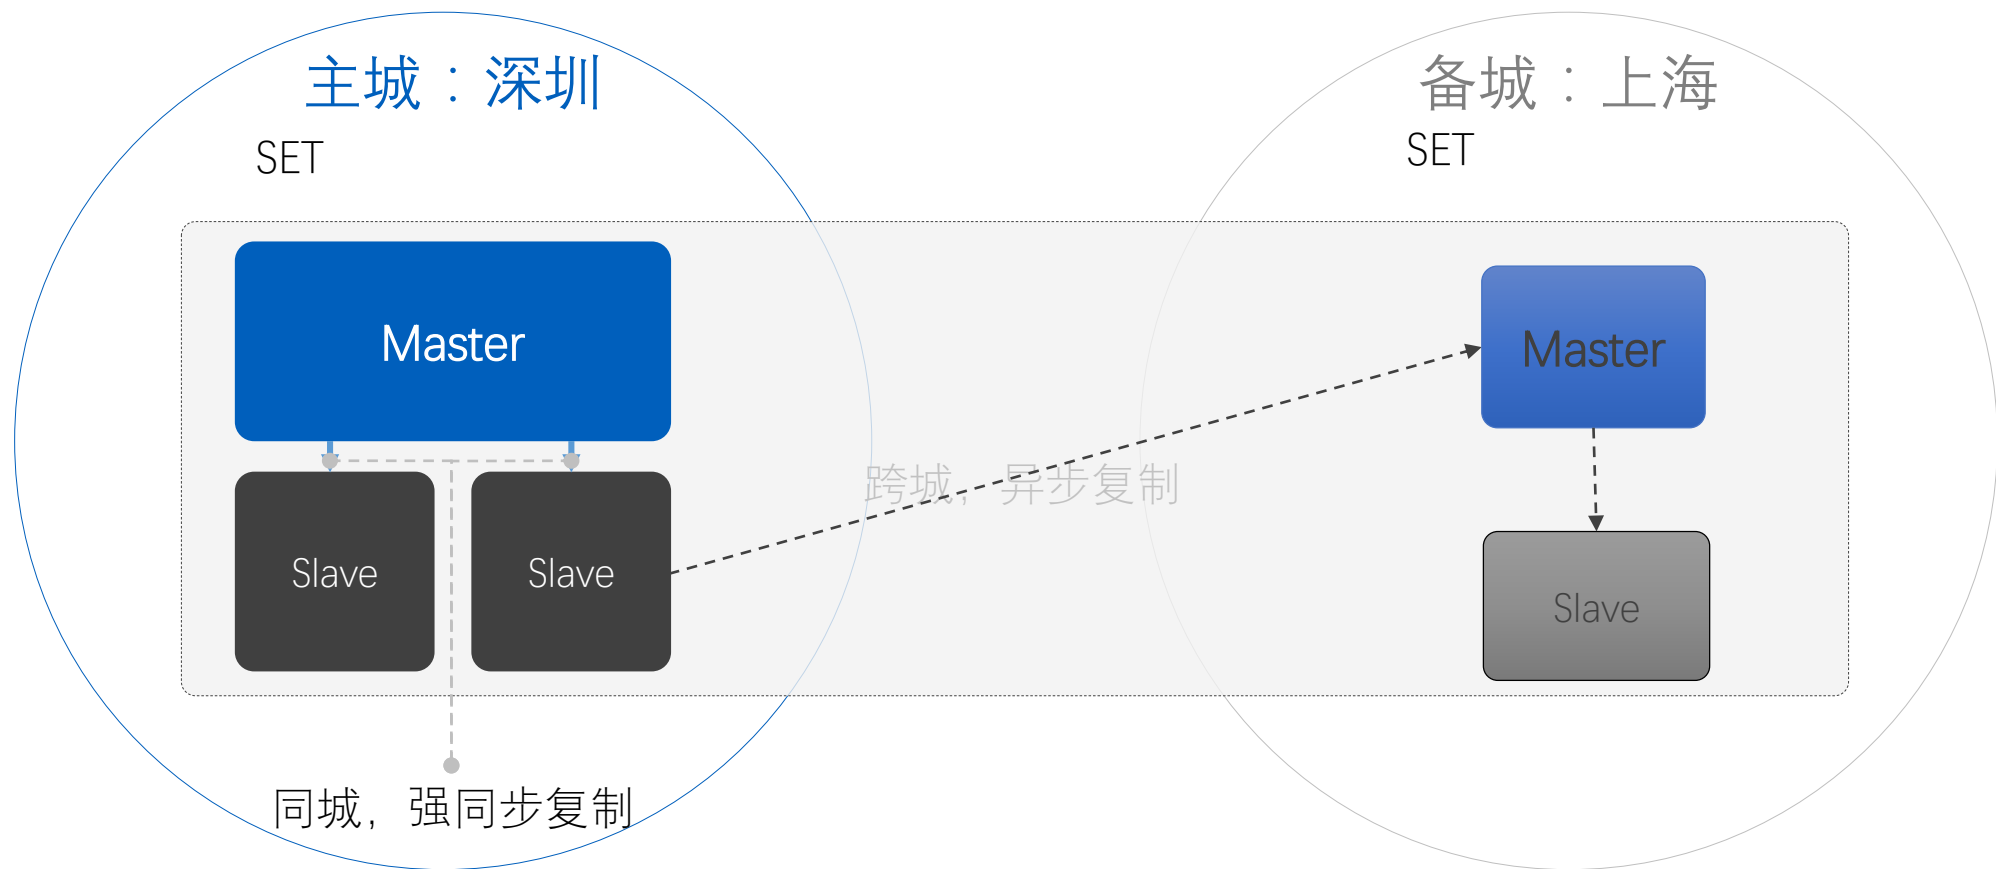 主城：深圳
备城：上海
SET
SET
Master
Master
跨城，异步复制
Slave
Slave
Slave
同城，强同步复制